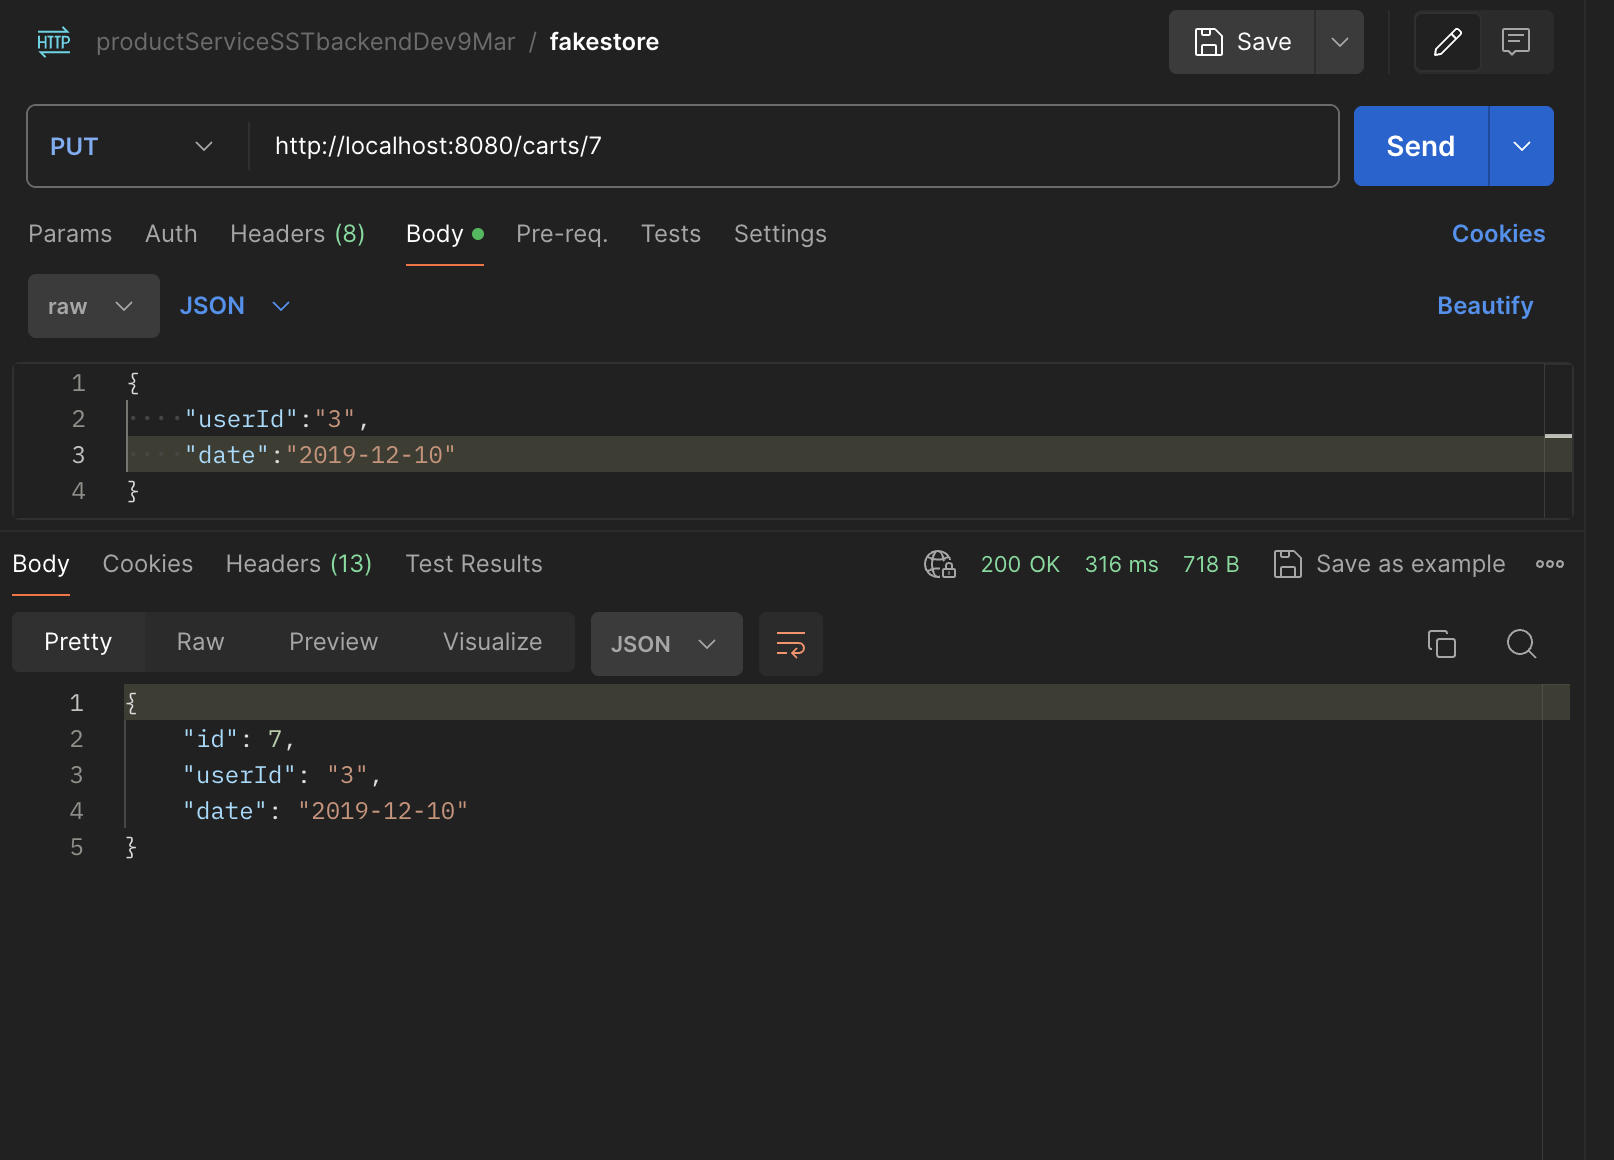 HTTP productServiceSSTbackendDev9Mar / fakestore Save
PUT http://localhost:8080/carts/7 Send
Params Auth Headers (8) Body Pre-req. Tests Settings Cookies
raw JSON Beautify
1 {
2 ····"userId":"3",
3 ····"date":"2019-12-10"
4 }
Body Cookies Headers (13) Test Results 200 OK 316 ms 718 B Save as example
Pretty Raw Preview Visualize JSON
1 {
2 "id": 7,
3 "userId": "3",
4 "date": "2019-12-10"
5 }